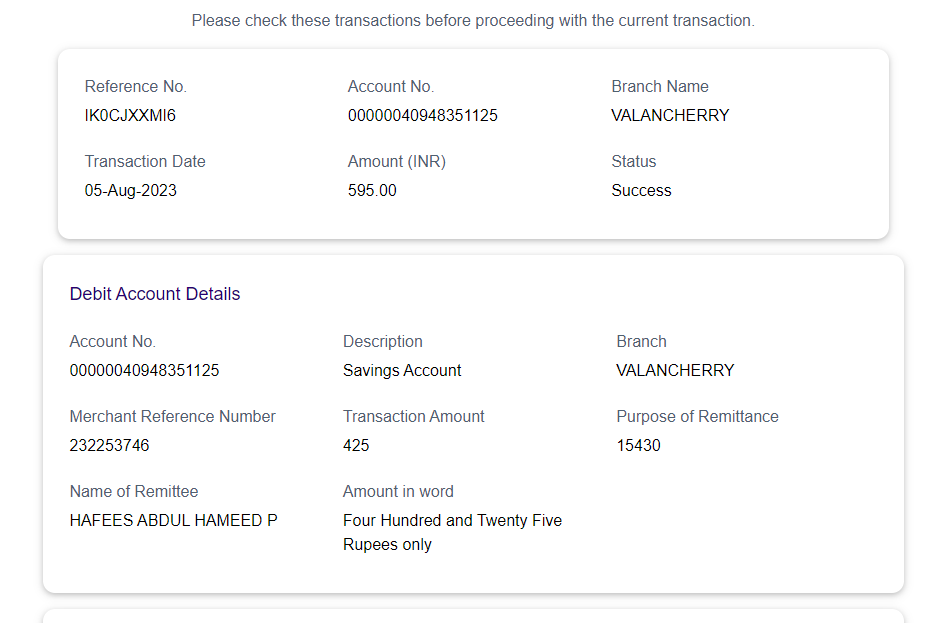 Please check these transactions before proceeding with the current transaction.
Reference No. Account No. Branch Name
IK0CJXXMI6 00000040948351125 VALANCHERRY
Transaction Date Amount (INR) Status
05-Aug-2023 595.00 Success
Debit Account Details
Account No. Description Branch
00000040948351125 Savings Account VALANCHERRY
Merchant Reference Number Transaction Amount Purpose of Remittance
232253746 425 15430
Name of Remittee Amount in word
HAFEES ABDUL HAMEED P Four Hundred and Twenty Five
Rupees only